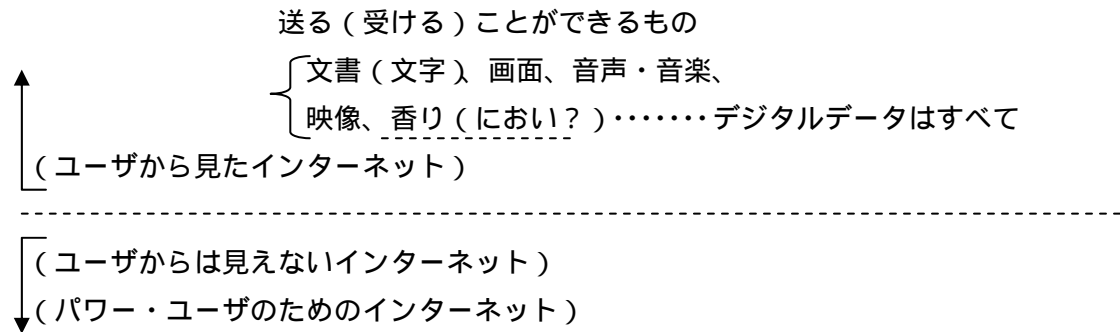 送る（受ける）ことができるもの
文書（文字）、画面、音声・音楽、
映像、香り（におい？）・・・・・・・デジタルデータはすべて
（ユーザから見たインターネット）
（ユーザからは見えないインターネット）
（パワー・ユーザのためのインターネット）